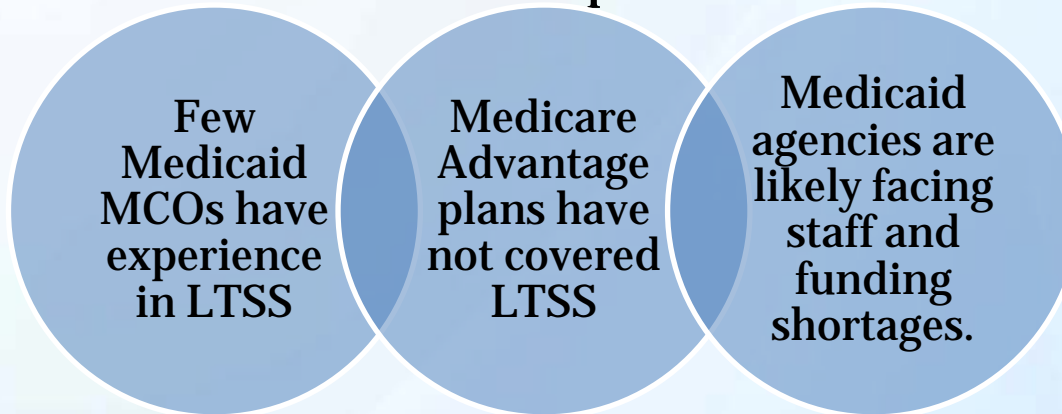 Few
Medicaid
MCOs have
experience
in LTSS
Medicare
Advantage
plans have
not covered
LTSS
Medicaid
agencies are
likely facing
staff and
funding
shortages.